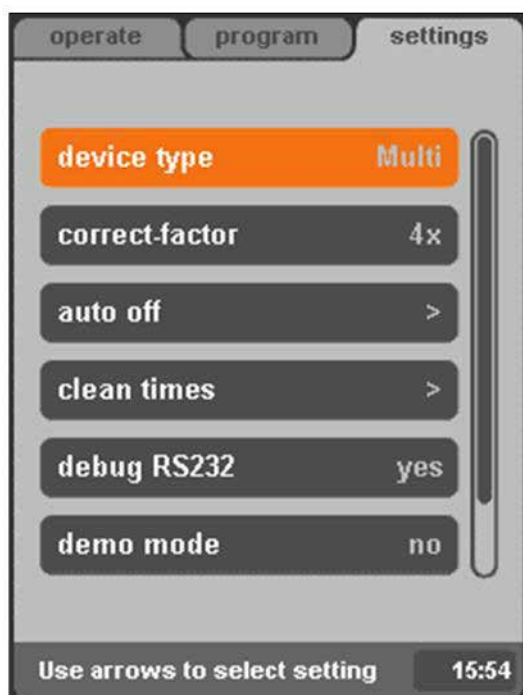 operate program settings
device type Multi
correct-factor 4x
auto off >
clean times >
debug RS232 yes
demo mode no
Use arrows to select setting 15:54